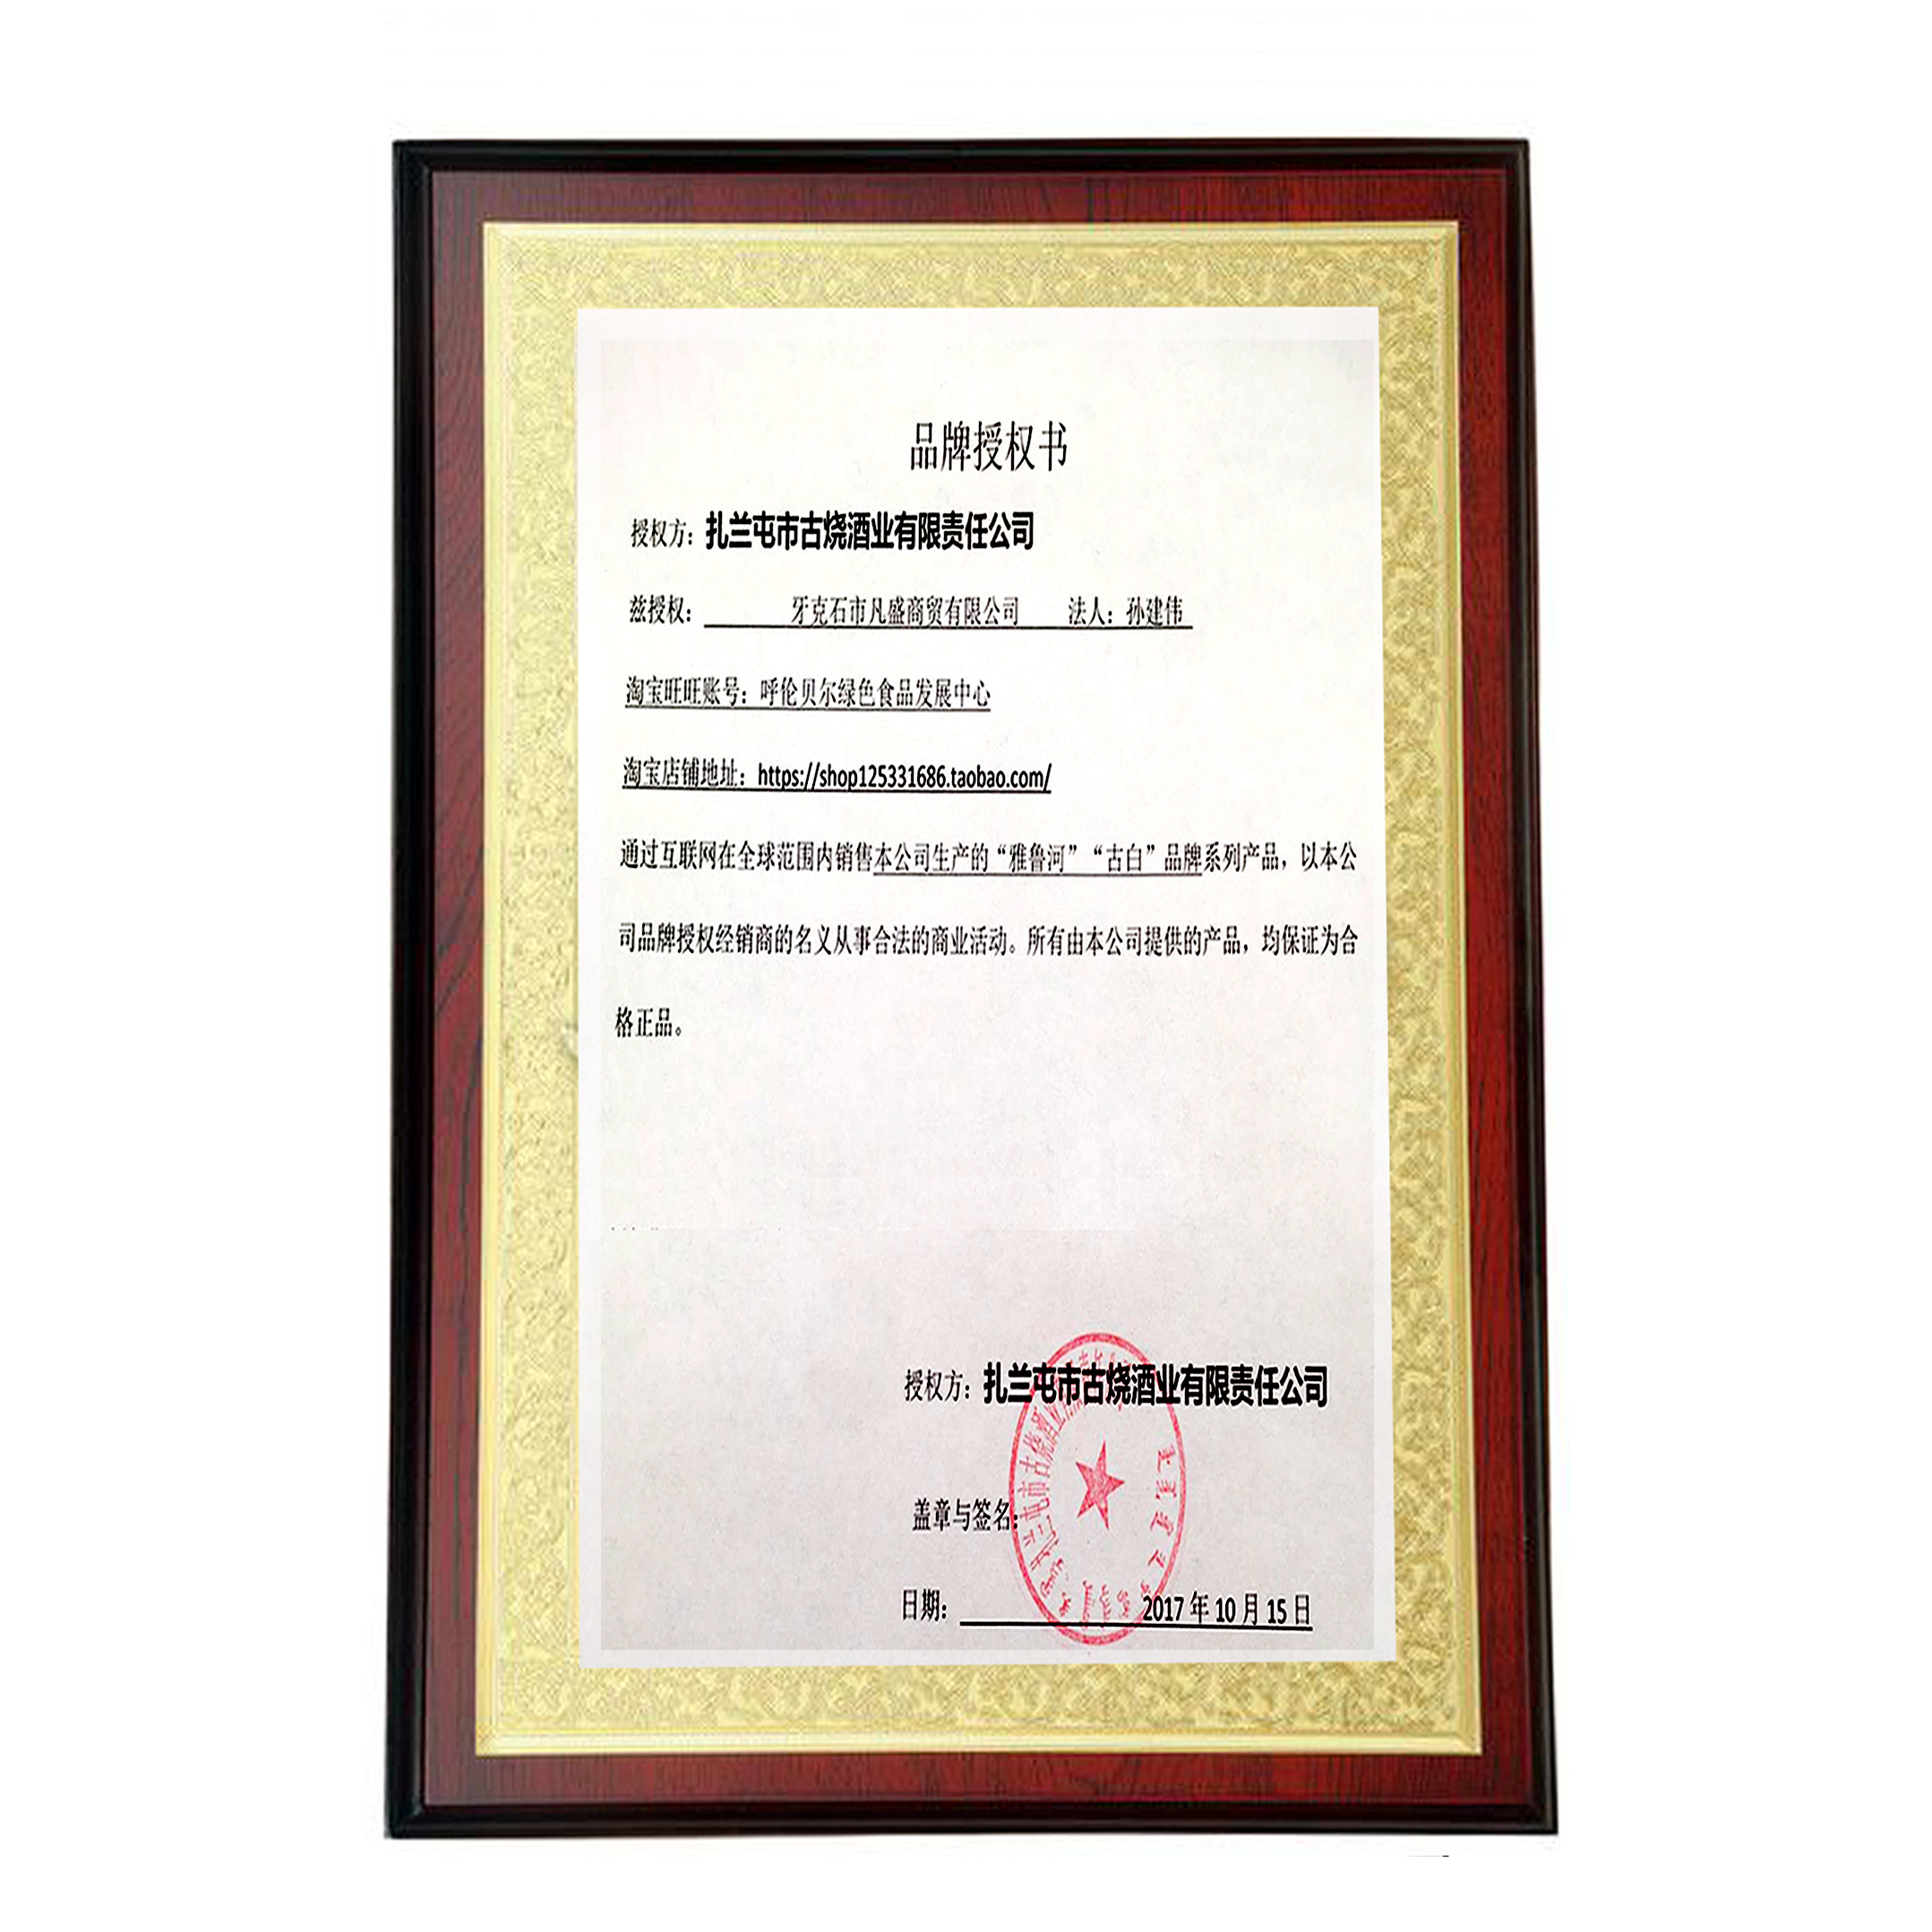 品牌授权书
授权方：扎兰屯市古烧酒业有限责任公司
兹授权： 牙克石市凡盛商贸有限公司 法人：孙建伟
淘宝旺旺账号：呼伦贝尔绿色食品发展中心
淘宝店铺地址：https://shop125331686.taobao.com/
通过互联网在全球范围内销售本公司生产的“雅鲁河”“古白”品牌系列产品，以本公
司品牌授权经销商的名义从事合法的商业活动。所有由本公司提供的产品，均保证为合
格正品。
授权方：扎兰屯市古烧酒业有限责任公司
盖章与签名：
日期： 2017 年 10 月 15 日